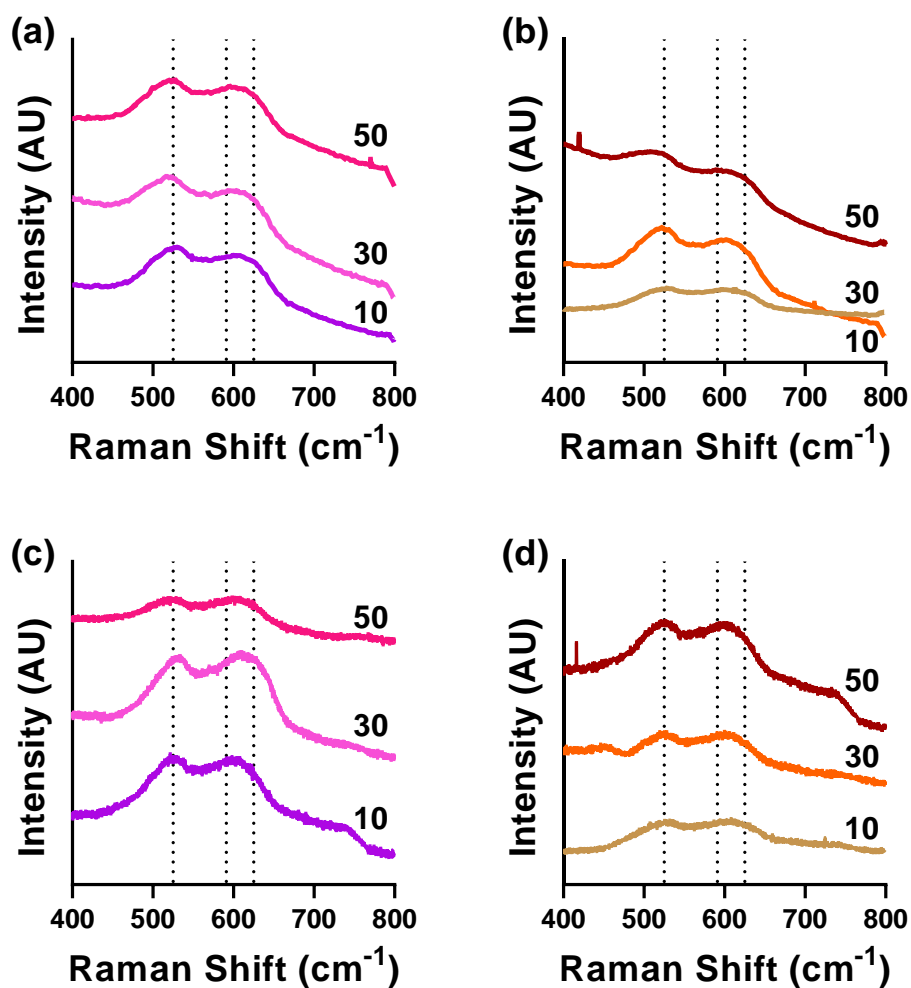 (a)
Intensity (AU)
50
30
10
400 500 600 700 800
Raman Shift (cm-1)
(b)
Intensity (AU)
50
30
10
400 500 600 700 800
Raman Shift (cm-1)
(c)
Intensity (AU)
50
30
10
400 500 600 700 800
Raman Shift (cm-1)
(d)
Intensity (AU)
50
30
10
400 500 600 700 800
Raman Shift (cm-1)